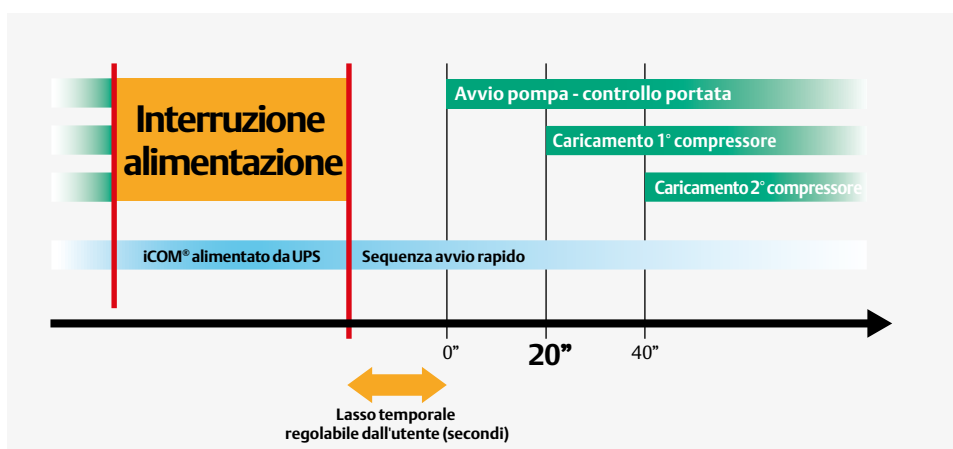 Interruzione
alimentazione
Avvio pompa - controllo portata
Caricamento 1° compressore
Caricamento 2° compressore
iCOM® alimentato da UPS
Sequenza avvio rapido
0”
20”
40”
Lasso temporale
regolabile dall'utente (secondi)